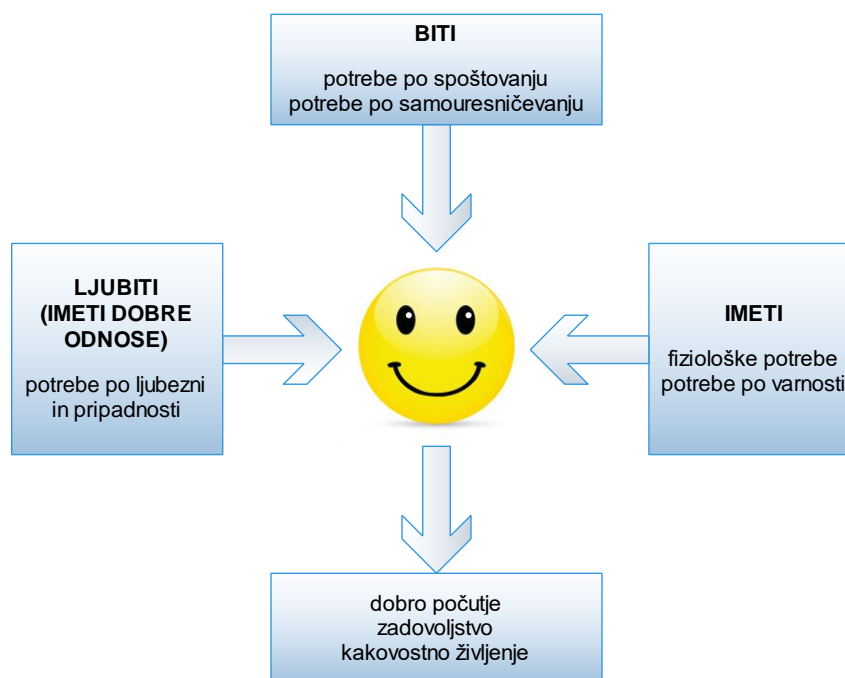 BITI
potrebe po spoštovanju
potrebe po samouresničevanju
LJUBITI
(IMETI DOBRE
ODNOSE)
potrebe po ljubezni
in pripadnosti
IMETI
fiziološke potrebe
potrebe po varnosti
dobro počutje
zadovoljstvo
kakovostno življenje